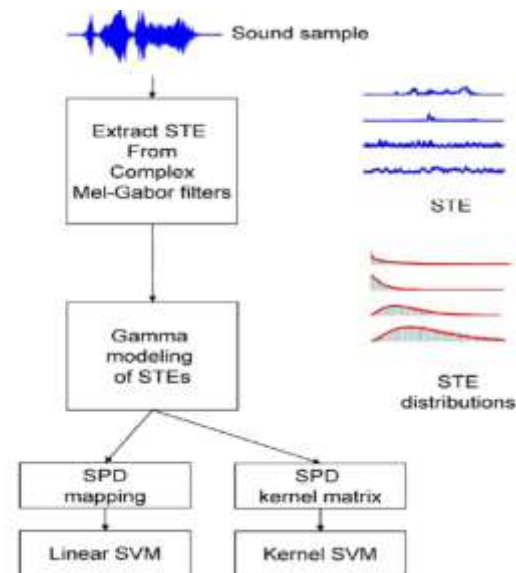 Sound sample
Extract STE
From
Complex
Mel-Gabor filters
STE
Gamma
modeling
of STEs
STE
distributions
SPD
mapping
SPD
kernel matrix
Linear SVM
Kernel SVM